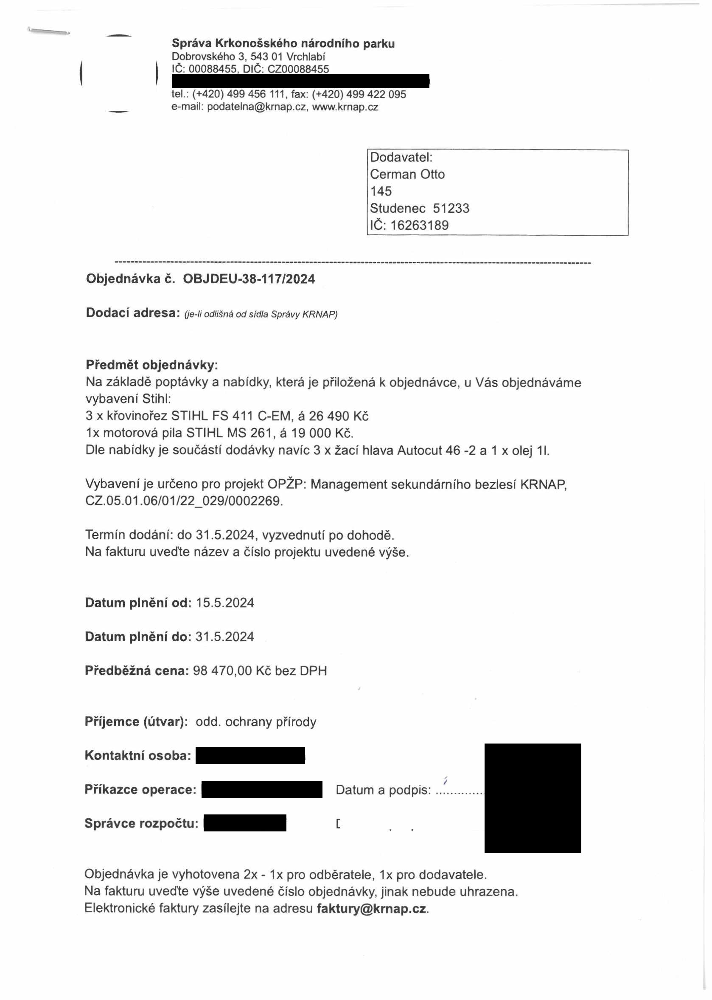 Správa Krkonošského národního parku
Dobrovského 3, 543 01 Vrchlabí
IČ: 00088455, DIČ: CZ00088455
tel.: (+420) 499 456 111, fax: (+420) 499 422 095
e-mail: podatelna@krnap.cz, www.krnap.cz
Dodavatel:
Cerman Otto
145
Studenec 51233
IČ: 16263189
Objednávka č. OBJDEU-38-117/2024
Dodací adresa: (je-li odlišná od sídla Správy KRNAP)
Předmět objednávky:
Na základě poptávky a nabídky, která je přiložená k objednávce, u Vás objednáváme
vybavení Stihl:
3 x křovinořez STIHL FS 411 C-EM, á 26 490 Kč
1x motorová pila STIHL MS 261, á 19 000 Kč.
Dle nabídky je součástí dodávky navíc 3 x žací hlava Autocut 46 -2 a 1 x olej 1l.
Vybavení je určeno pro projekt OPŽP: Management sekundárního bezlesí KRNAP,
CZ.05.01.06/01/22_029/0002269.
Termín dodání: do 31.5.2024, vyzvednutí po dohodě.
Na fakturu uveďte název a číslo projektu uvedené výše.
Datum plnění od: 15.5.2024
Datum plnění do: 31.5.2024
Předběžná cena: 98 470,00 Kč bez DPH
Příjemce (útvar): odd. ochrany přírody
Kontaktní osoba:
Příkazce operace: Datum a podpis: .............
Správce rozpočtu:
Objednávka je vyhotovena 2x - 1x pro odběratele, 1x pro dodavatele.
Na fakturu uveďte výše uvedené číslo objednávky, jinak nebude uhrazena.
Elektronické faktury zasílejte na adresu faktury@krnap.cz.